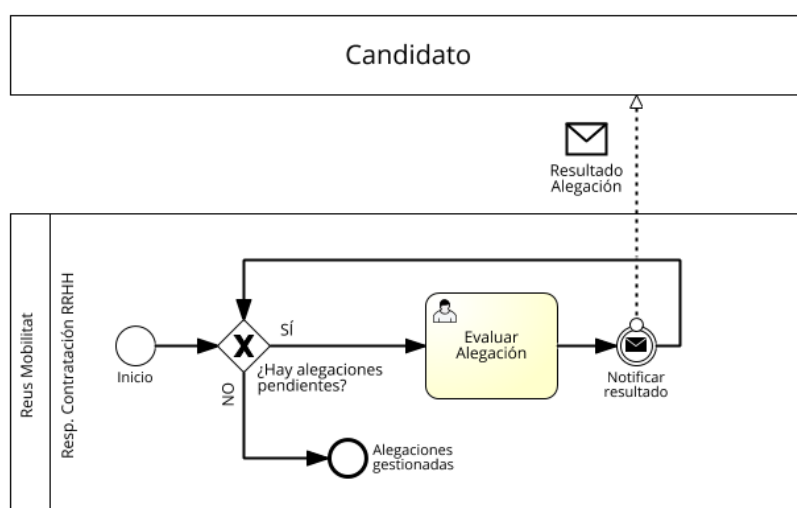 Candidato
Resultado
Alegación
Reus Mobilitat
Resp. Contratación RRHH
Inicio
SÍ
¿Hay alegaciones
pendientes?
NO
Evaluar
Alegación
Notificar
resultado
Alegaciones
gestionadas